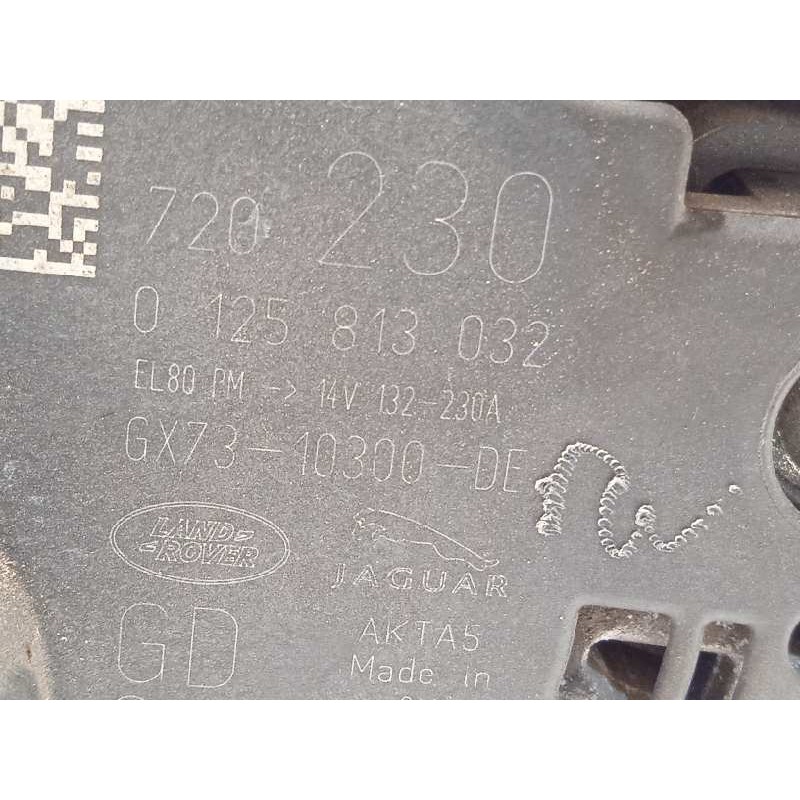 720 230
0 125 813 032
EL80 PM -> 14V 132-230A
GX73-10300-DE
LAND-
-ROVER
JAGUAR
GD
AKTA5
Made in